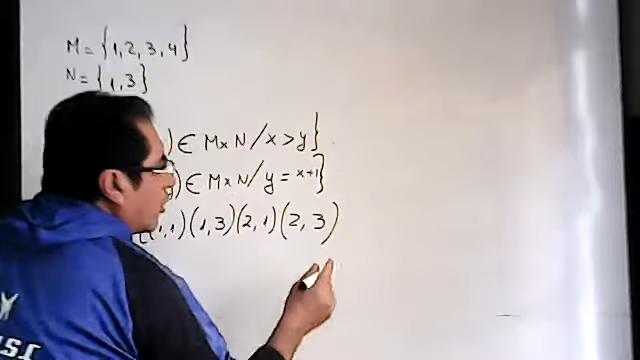 M = {1, 2, 3, 4}
N = {1, 3}
) ∈ M x N / x > y}
y) ∈ M x N / y = x+1}
{(1, 1) (1, 3) (2, 1) (2, 3)